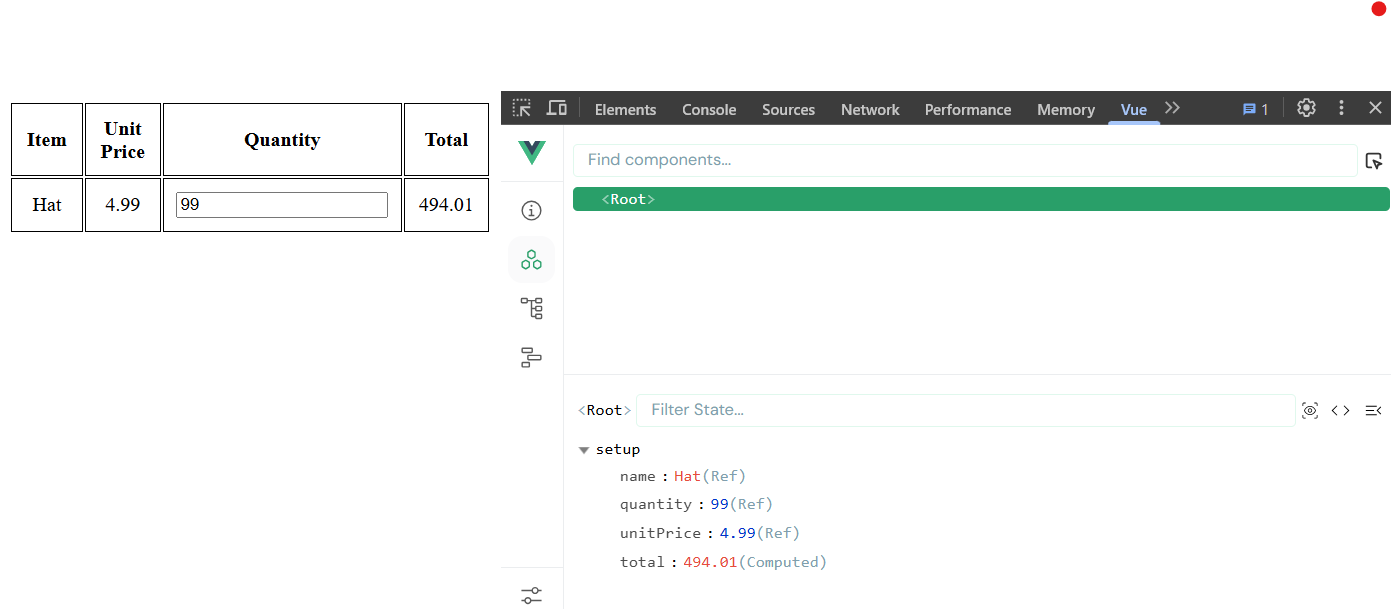 Item Unit Price Quantity Total
Hat 4.99 99 494.01
Elements Console Sources Network Performance Memory Vue 1
Find components...
<Root>
<Root> Filter State...
setup
name : Hat(Ref)
quantity : 99(Ref)
unitPrice : 4.99(Ref)
total : 494.01(Computed)